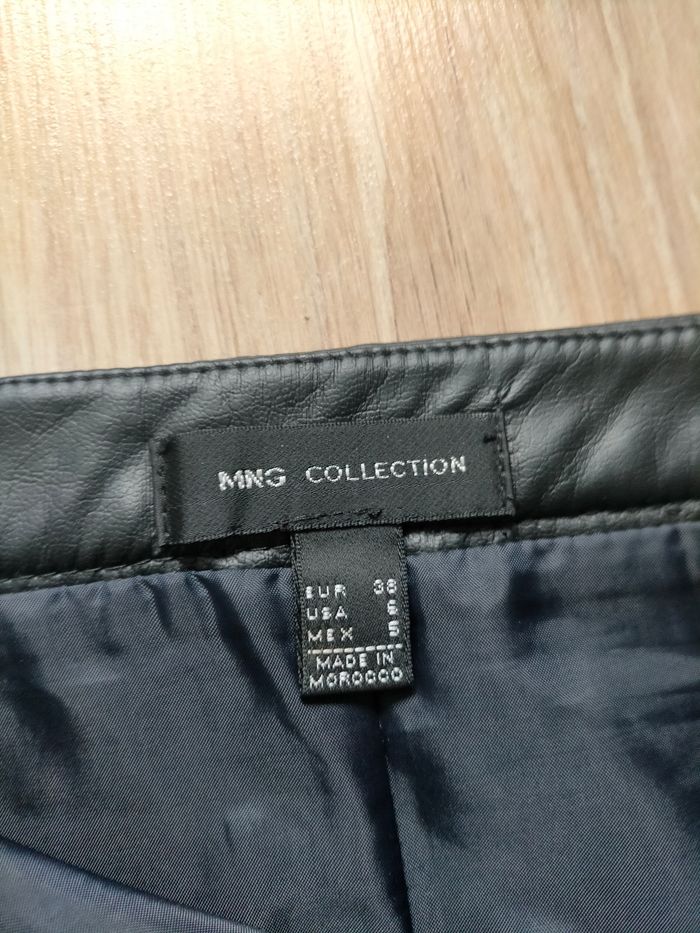 MNG COLLECTION
EUR 38
USA 6
MEX 5
MADE IN
MOROCCO